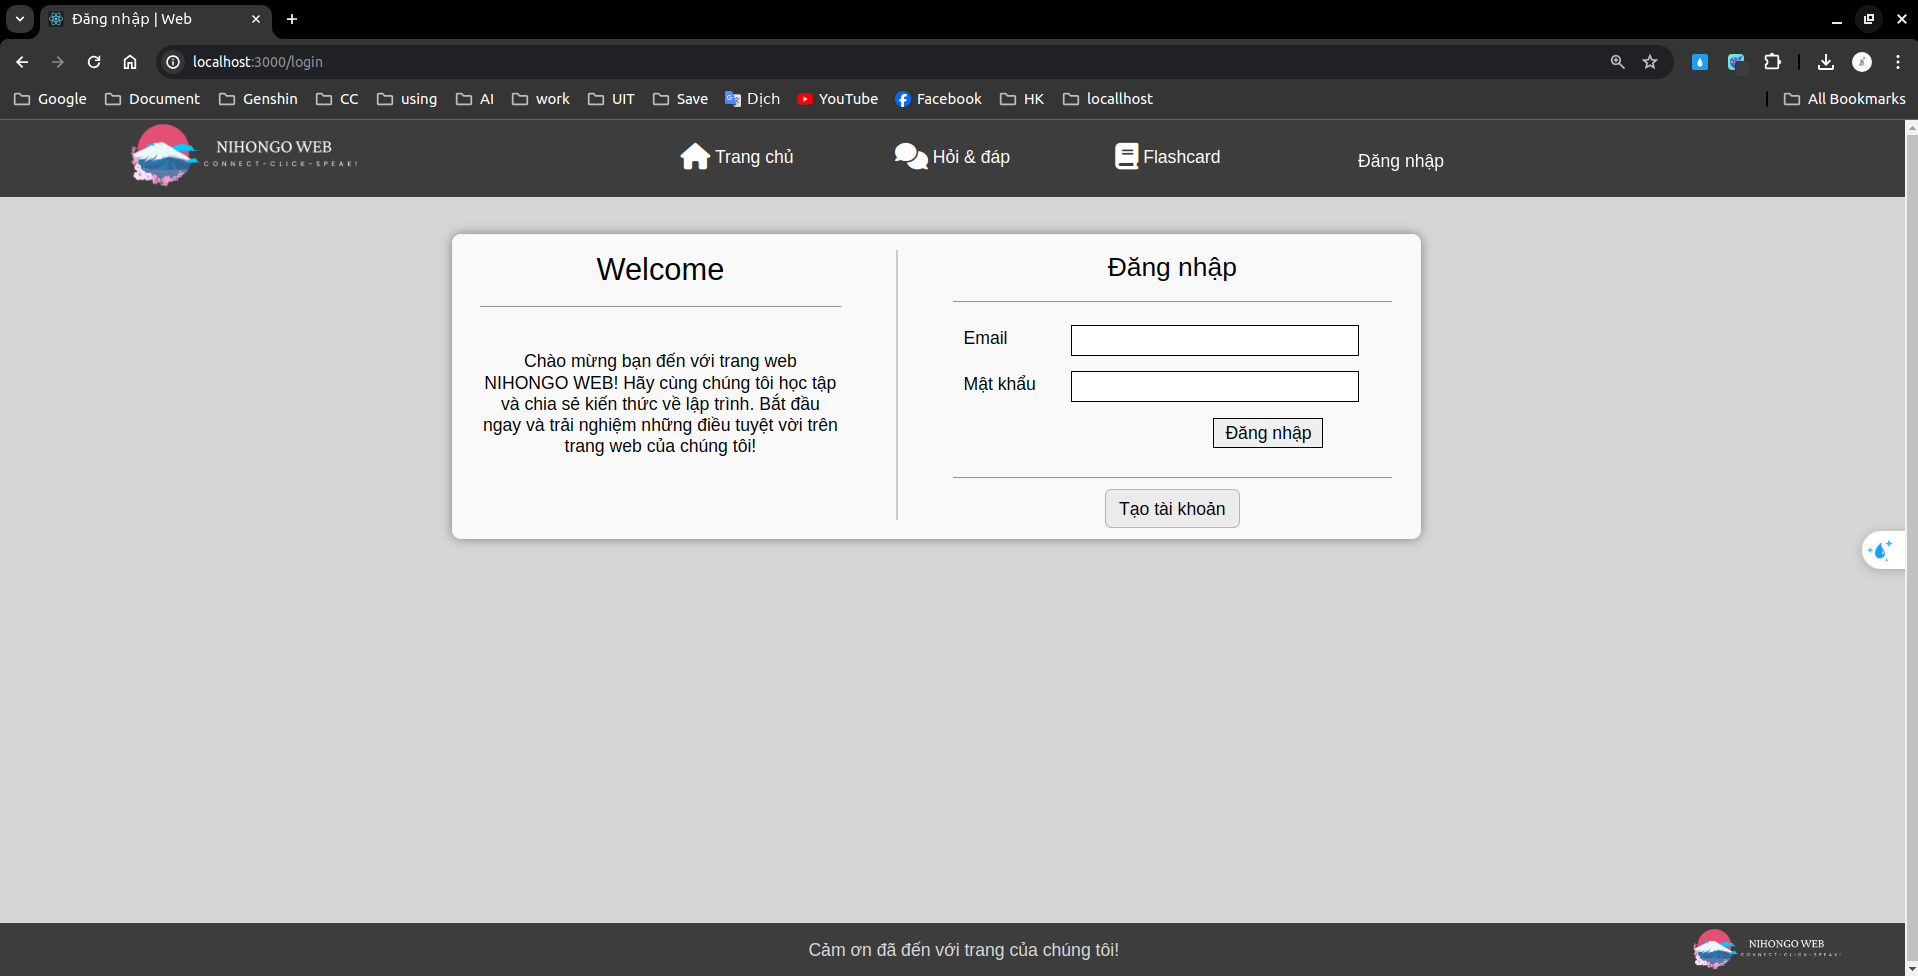 Đăng nhập | Web
localhost:3000/login
Google Document Genshin CC using AI work UIT Save Dịch YouTube Facebook HK locallhost All Bookmarks
NIHONGO WEB
CONNECT-CLICK-SPEAK!
Trang chủ Hỏi & đáp Flashcard Đăng nhập
Welcome
Chào mừng bạn đến với trang web
NIHONGO WEB! Hãy cùng chúng tôi học tập
và chia sẻ kiến thức về lập trình. Bắt đầu
ngay và trải nghiệm những điều tuyệt vời trên
trang web của chúng tôi!
Đăng nhập
Email
Mật khẩu
Đăng nhập
Tạo tài khoản
Cảm ơn đã đến với trang của chúng tôi!
NIHONGO WEB
CONNECT-CLICK-SPEAK!